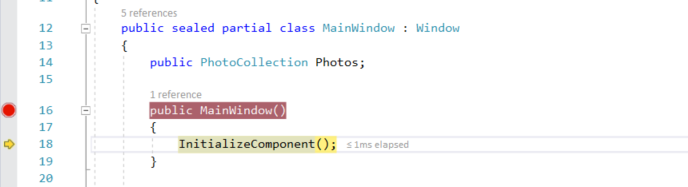 11 {
5 references
12 public sealed partial class MainWindow : Window
13 {
14 public PhotoCollection Photos;
15
1 reference
16 public MainWindow()
17 {
18 InitializeComponent(); ≤1ms elapsed
19 }
20